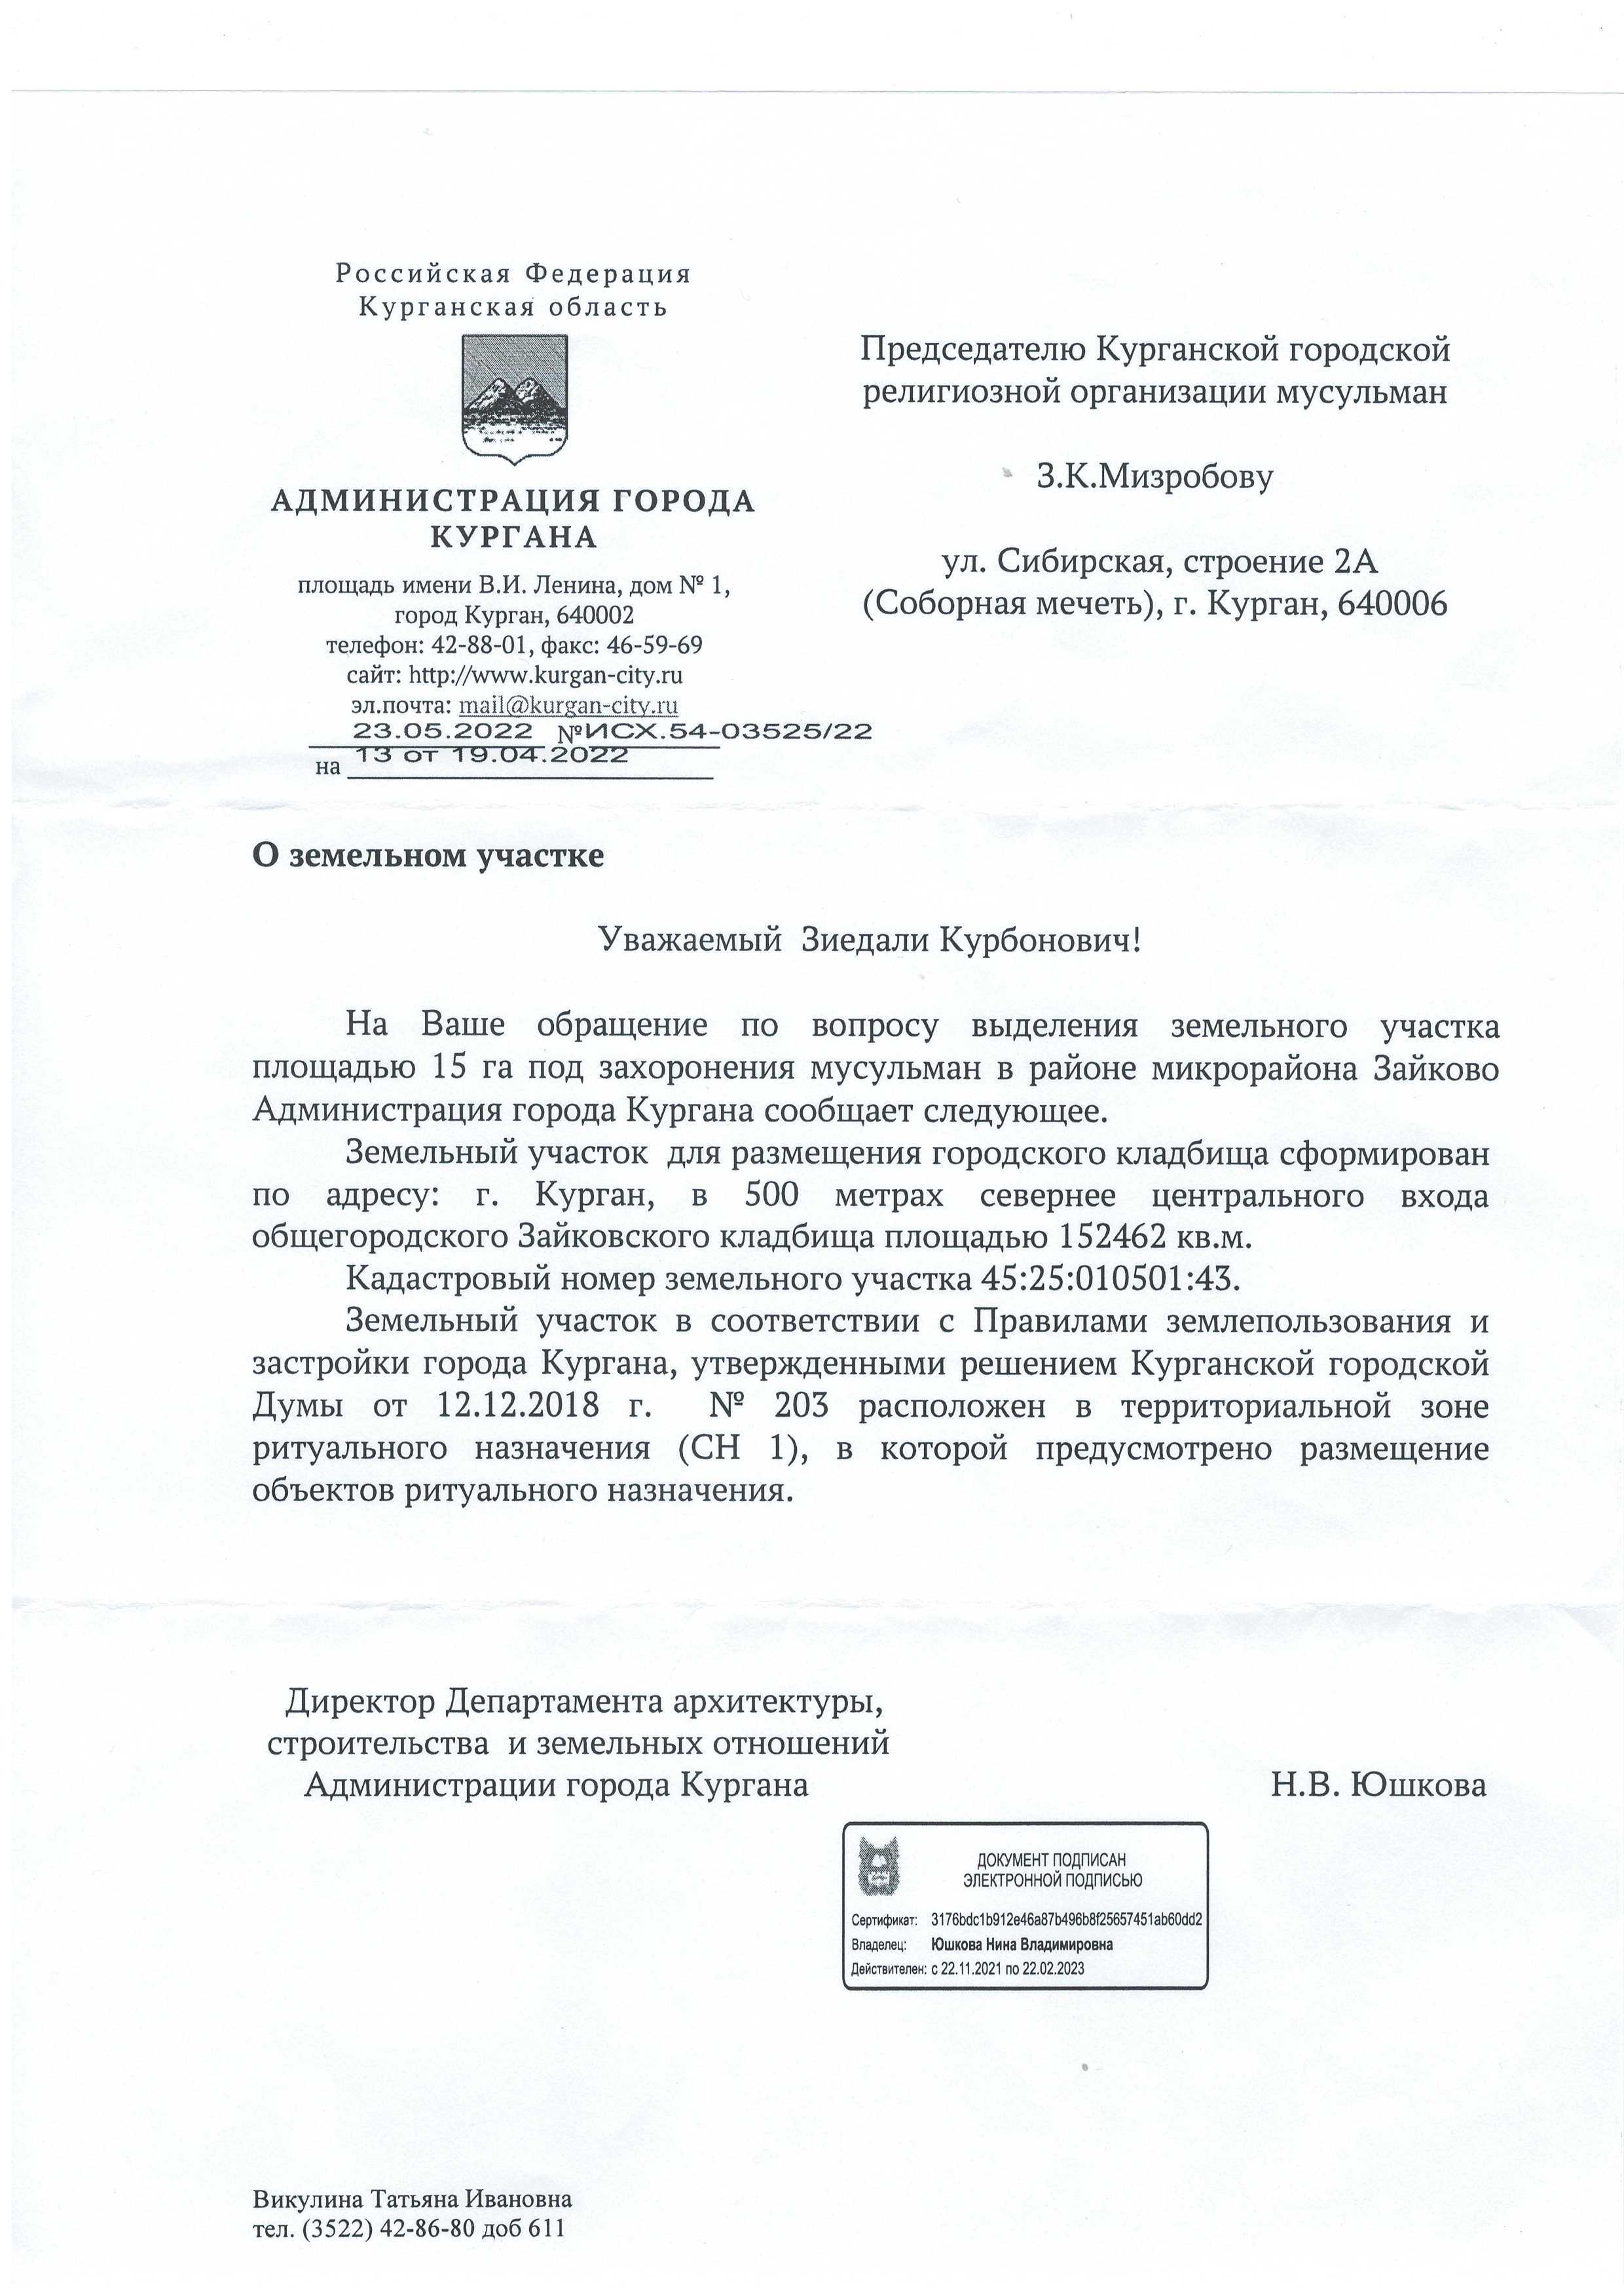 Российская Федерация
Курганская область
АДМИНИСТРАЦИЯ ГОРОДА
КУРГАНА
площадь имени В.И. Ленина, дом № 1,
город Курган, 640002
телефон: 42-88-01, факс: 46-59-69
сайт: http://www.kurgan-city.ru
эл.почта: mail@kurgan-city.ru
23.05.2022 №ИСХ.54-03525/22
на 13 от 19.04.2022
Председателю Курганской городской
религиозной организации мусульман
З.К.Мизробову
ул. Сибирская, строение 2А
(Соборная мечеть), г. Курган, 640006
О земельном участке
Уважаемый Зиедали Курбонович!
На Ваше обращение по вопросу выделения земельного участка
площадью 15 га под захоронения мусульман в районе микрорайона Зайково
Администрация города Кургана сообщает следующее.
Земельный участок для размещения городского кладбища сформирован
по адресу: г. Курган, в 500 метрах севернее центрального входа
общегородского Зайковского кладбища площадью 152462 кв.м.
Кадастровый номер земельного участка 45:25:010501:43.
Земельный участок в соответствии с Правилами землепользования и
застройки города Кургана, утвержденными решением Курганской городской
Думы от 12.12.2018 г. № 203 расположен в территориальной зоне
ритуального назначения (СН 1), в которой предусмотрено размещение
объектов ритуального назначения.
Директор Департамента архитектуры,
строительства и земельных отношений
Администрации города Кургана
Н.В. Юшкова
ДОКУМЕНТ ПОДПИСАН
ЭЛЕКТРОННОЙ ПОДПИСЬЮ
Сертификат: 3176bdc1b912e46a87b496b8f25657451ab60dd2
Владелец: Юшкова Нина Владимировна
Действителен: с 22.11.2021 по 22.02.2023
Викулина Татьяна Ивановна
тел. (3522) 42-86-80 доб 611